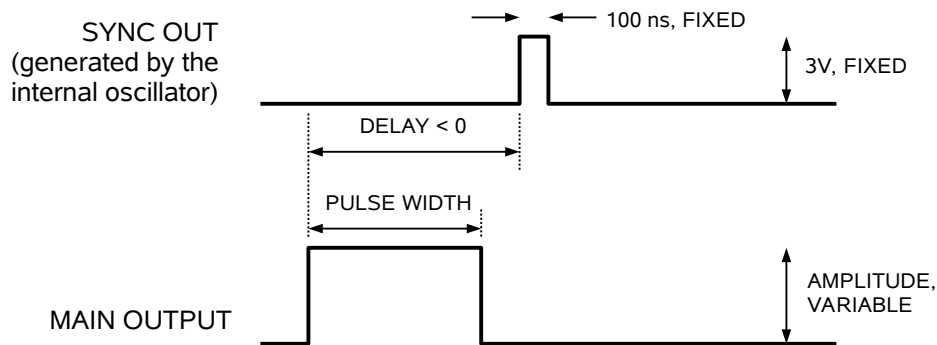 SYNC OUT
(generated by the
internal oscillator)
100 ns, FIXED
3V, FIXED
DELAY < 0
PULSE WIDTH
MAIN OUTPUT
AMPLITUDE,
VARIABLE